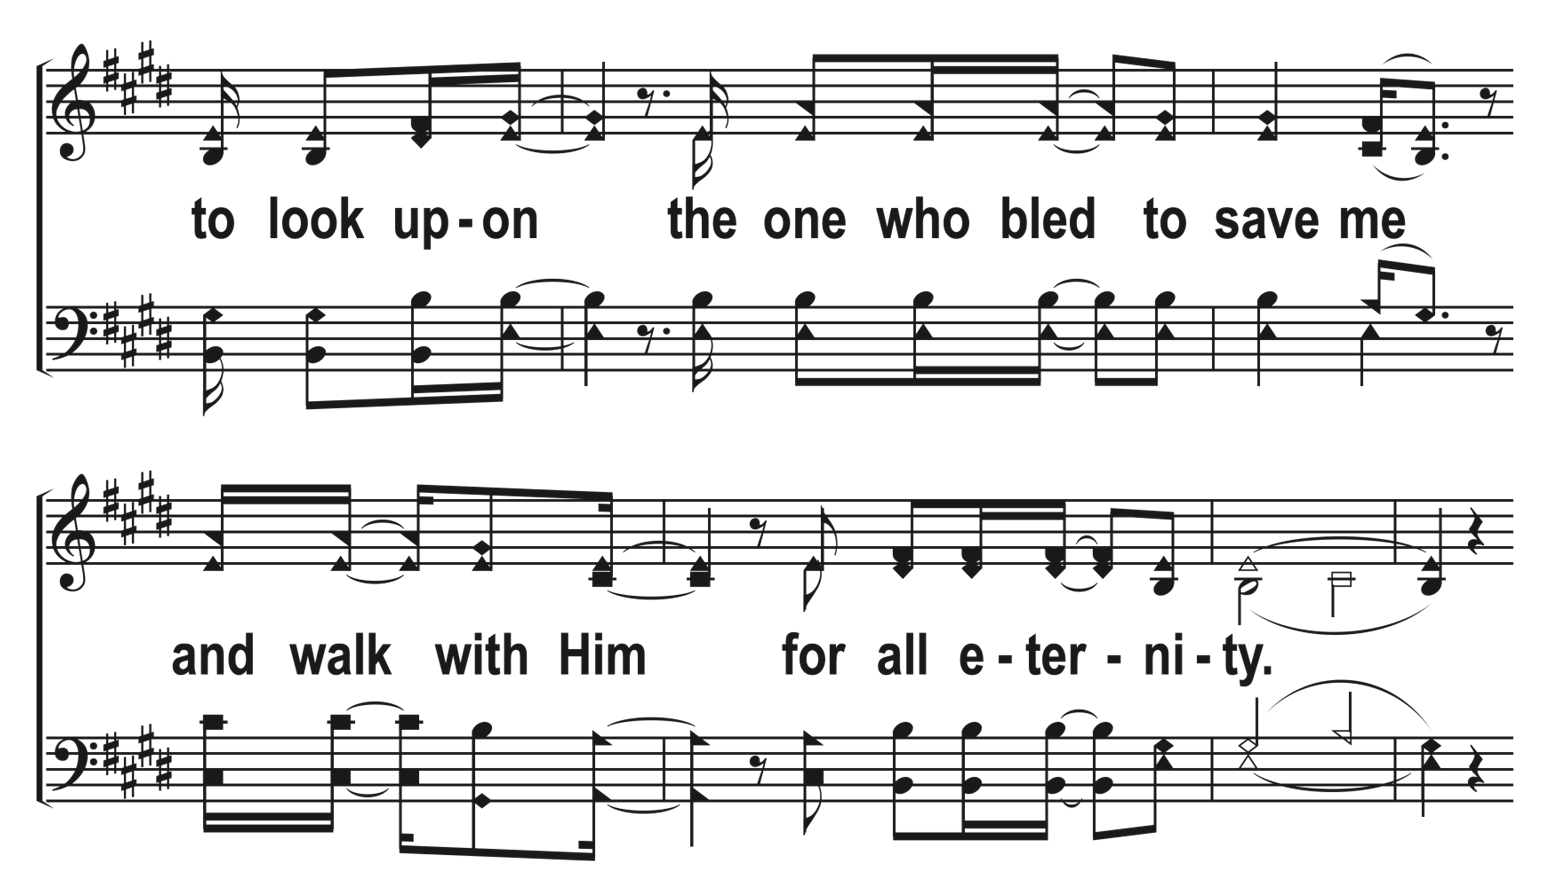 to look up - on the one who bled to save me
and walk with Him for all e - ter - ni - ty.